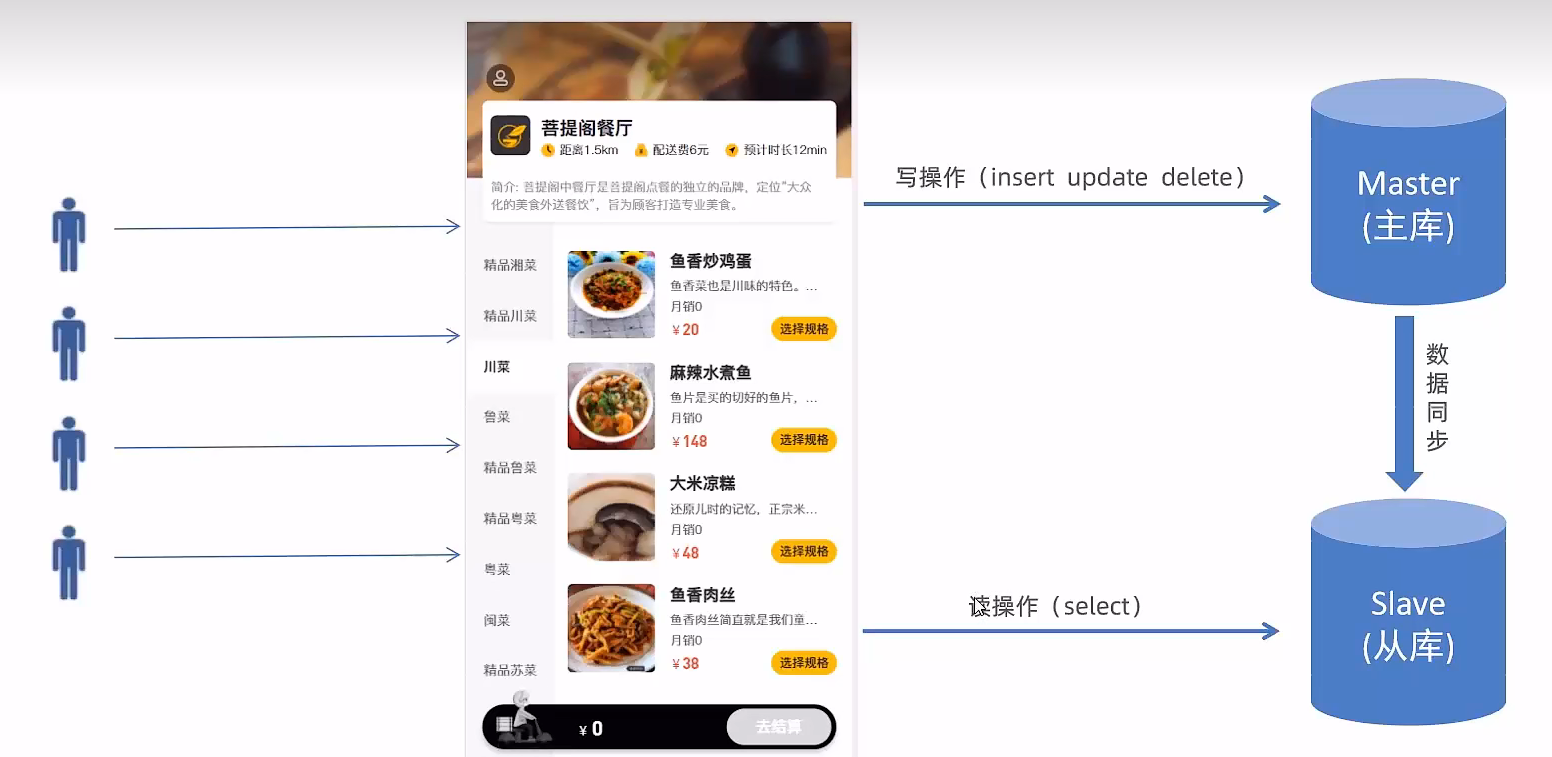 菩提阁餐厅
距离1.5km 配送费6元 预计时长12min
简介: 菩提阁中餐厅是菩提阁点餐的独立的品牌，定位“大众
化的美食外送餐饮”，旨为顾客打造专业美食。
精品湘菜
精品川菜
川菜
鲁菜
精品鲁菜
精品粤菜
粤菜
闽菜
精品苏菜
鱼香炒鸡蛋
鱼香菜也是川味的特色。...
月销0
¥20
选择规格
麻辣水煮鱼
鱼片是买的切好的鱼片，...
月销0
¥148
选择规格
大米凉糕
还原儿时的记忆，正宗米...
月销0
¥48
选择规格
鱼香肉丝
鱼香肉丝简直就是我们童...
月销0
¥38
选择规格
¥0
去结算
写操作（insert update delete）
读操作（select）
Master
(主库)
数
据
同
步
Slave
(从库)